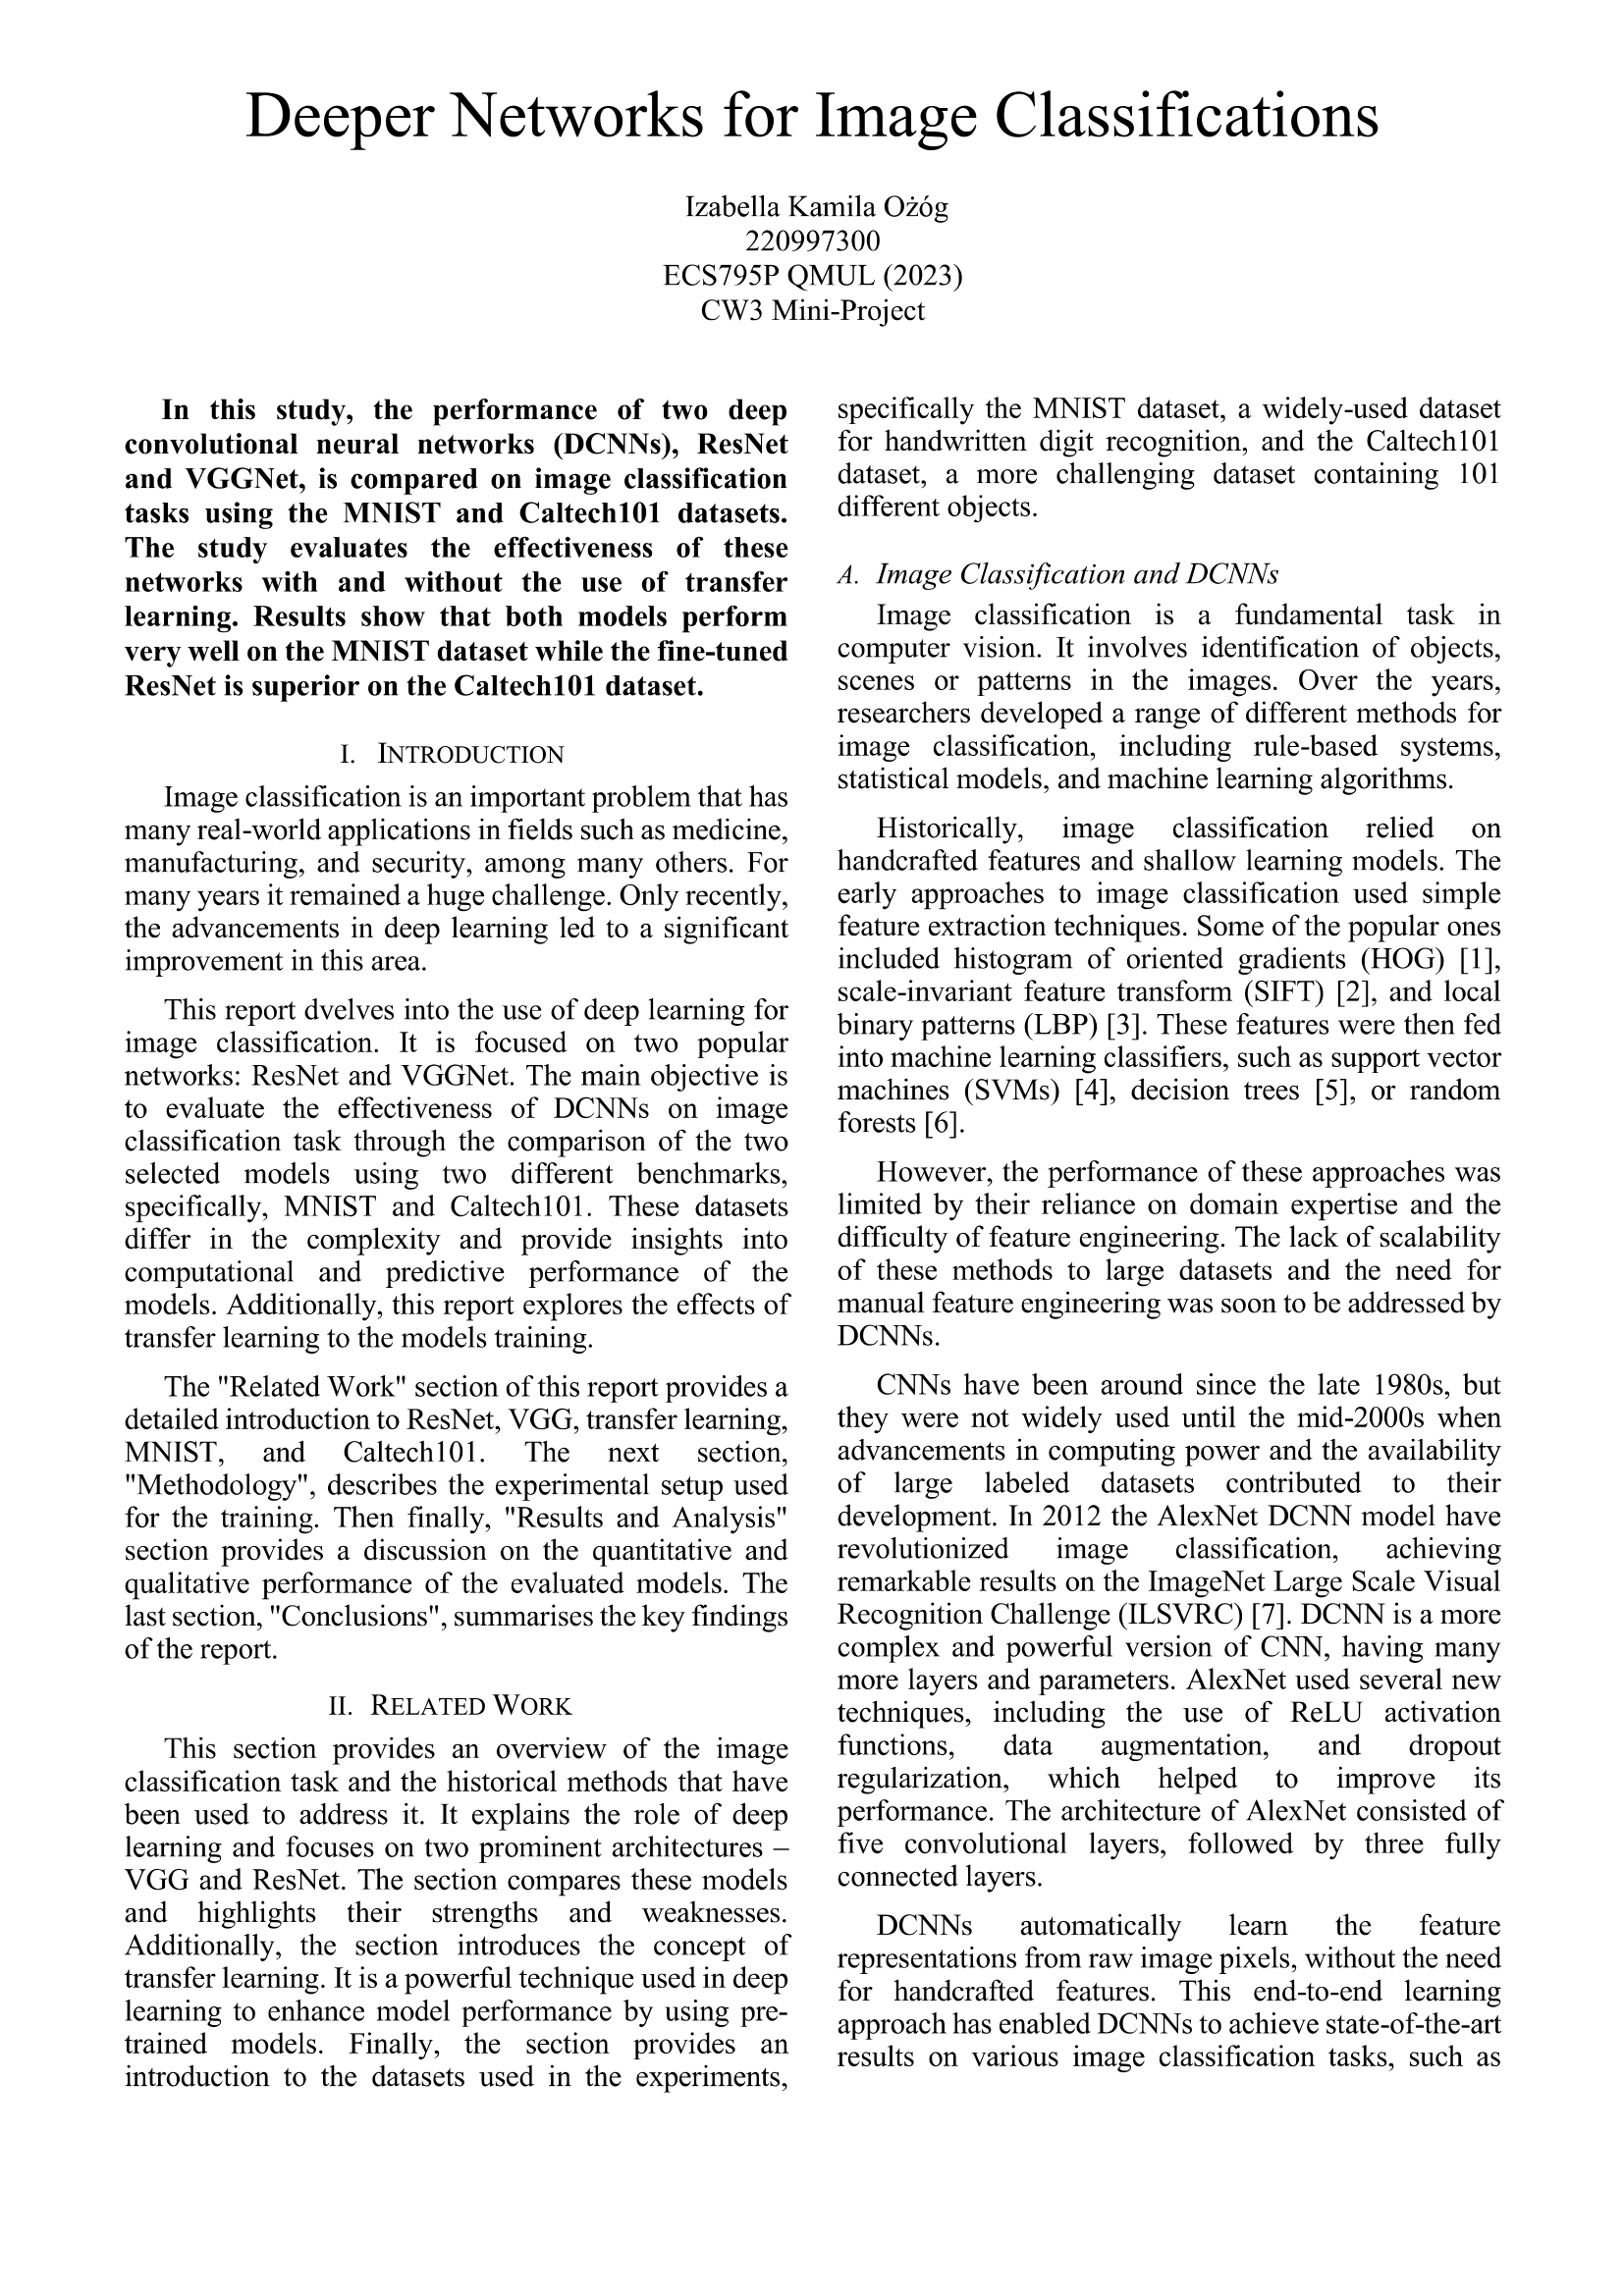 Deeper Networks for Image Classifications
Izabella Kamila Ożóg
220997300
ECS795P QMUL (2023)
CW3 Mini-Project
In this study, the performance of two deep
convolutional neural networks (DCNNs), ResNet
and VGGNet, is compared on image classification
tasks using the MNIST and Caltech101 datasets.
The study evaluates the effectiveness of these
networks with and without the use of transfer
learning. Results show that both models perform
very well on the MNIST dataset while the fine-tuned
ResNet is superior on the Caltech101 dataset.
I. INTRODUCTION
Image classification is an important problem that has
many real-world applications in fields such as medicine,
manufacturing, and security, among many others. For
many years it remained a huge challenge. Only recently,
the advancements in deep learning led to a significant
improvement in this area.
This report dvelves into the use of deep learning for
image classification. It is focused on two popular
networks: ResNet and VGGNet. The main objective is
to evaluate the effectiveness of DCNNs on image
classification task through the comparison of the two
selected models using two different benchmarks,
specifically, MNIST and Caltech101. These datasets
differ in the complexity and provide insights into
computational and predictive performance of the
models. Additionally, this report explores the effects of
transfer learning to the models training.
The "Related Work" section of this report provides a
detailed introduction to ResNet, VGG, transfer learning,
MNIST, and Caltech101. The next section,
"Methodology", describes the experimental setup used
for the training. Then finally, "Results and Analysis"
section provides a discussion on the quantitative and
qualitative performance of the evaluated models. The
last section, "Conclusions", summarises the key findings
of the report.
II. RELATED WORK
This section provides an overview of the image
classification task and the historical methods that have
been used to address it. It explains the role of deep
learning and focuses on two prominent architectures –
VGG and ResNet. The section compares these models
and highlights their strengths and weaknesses.
Additionally, the section introduces the concept of
transfer learning. It is a powerful technique used in deep
learning to enhance model performance by using pre-
trained models. Finally, the section provides an
introduction to the datasets used in the experiments,
specifically the MNIST dataset, a widely-used dataset
for handwritten digit recognition, and the Caltech101
dataset, a more challenging dataset containing 101
different objects.
A. Image Classification and DCNNs
Image classification is a fundamental task in
computer vision. It involves identification of objects,
scenes or patterns in the images. Over the years,
researchers developed a range of different methods for
image classification, including rule-based systems,
statistical models, and machine learning algorithms.
Historically, image classification relied on
handcrafted features and shallow learning models. The
early approaches to image classification used simple
feature extraction techniques. Some of the popular ones
included histogram of oriented gradients (HOG) [1],
scale-invariant feature transform (SIFT) [2], and local
binary patterns (LBP) [3]. These features were then fed
into machine learning classifiers, such as support vector
machines (SVMs) [4], decision trees [5], or random
forests [6].
However, the performance of these approaches was
limited by their reliance on domain expertise and the
difficulty of feature engineering. The lack of scalability
of these methods to large datasets and the need for
manual feature engineering was soon to be addressed by
DCNNs.
CNNs have been around since the late 1980s, but
they were not widely used until the mid-2000s when
advancements in computing power and the availability
of large labeled datasets contributed to their
development. In 2012 the AlexNet DCNN model have
revolutionized image classification, achieving
remarkable results on the ImageNet Large Scale Visual
Recognition Challenge (ILSVRC) [7]. DCNN is a more
complex and powerful version of CNN, having many
more layers and parameters. AlexNet used several new
techniques, including the use of ReLU activation
functions, data augmentation, and dropout
regularization, which helped to improve its
performance. The architecture of AlexNet consisted of
five convolutional layers, followed by three fully
connected layers.
DCNNs automatically learn the feature
representations from raw image pixels, without the need
for handcrafted features. This end-to-end learning
approach has enabled DCNNs to achieve state-of-the-art
results on various image classification tasks, such as